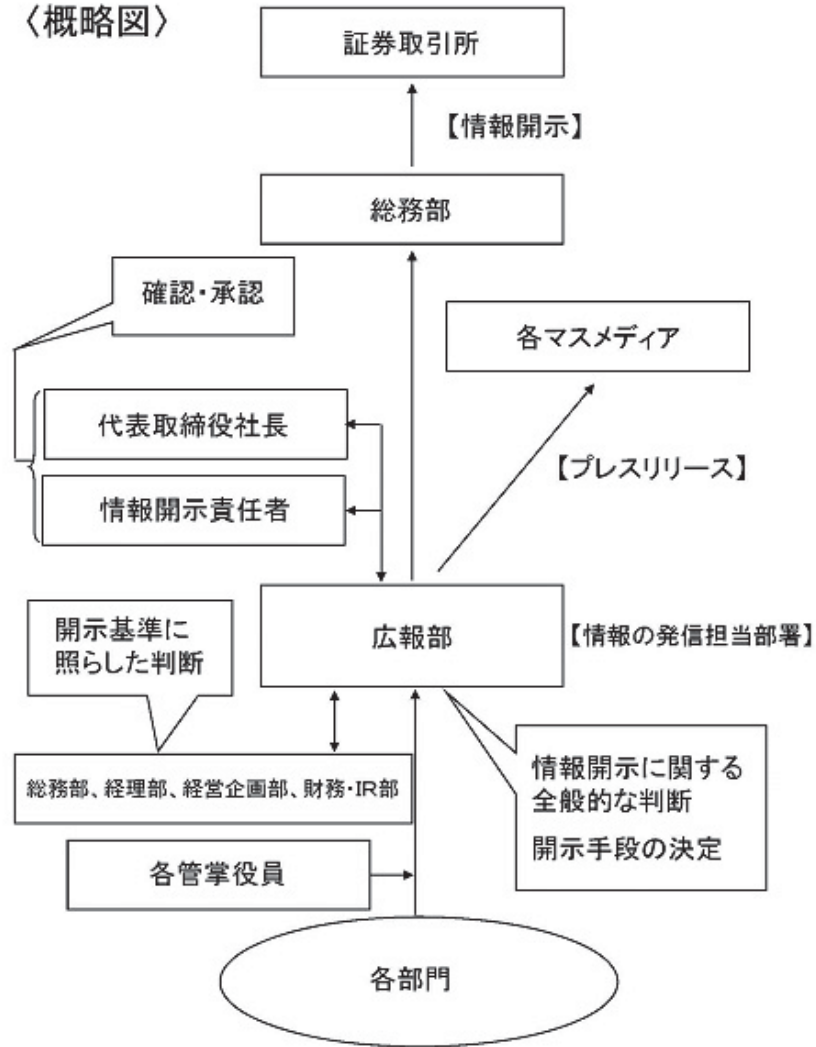 〈概略図〉
証券取引所
【情報開示】
総務部
確認・承認
各マスメディア
代表取締役社長
【プレスリリース】
情報開示責任者
開示基準に
照らした判断
広報部
【情報の発信担当部署】
総務部、経理部、経営企画部、財務・IR部
情報開示に関する
全般的な判断
開示手段の決定
各管掌役員
各部門